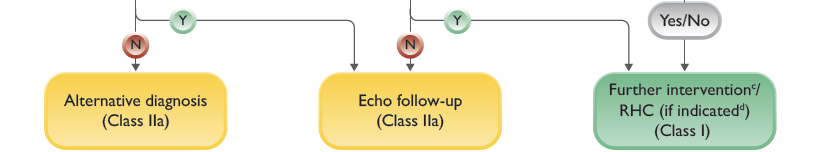 Y
Y
Yes/No
N
N
Alternative diagnosis
(Class IIa)
Echo follow-up
(Class IIa)
Further interventionᶜ/
RHC (if indicatedᵈ)
(Class I)